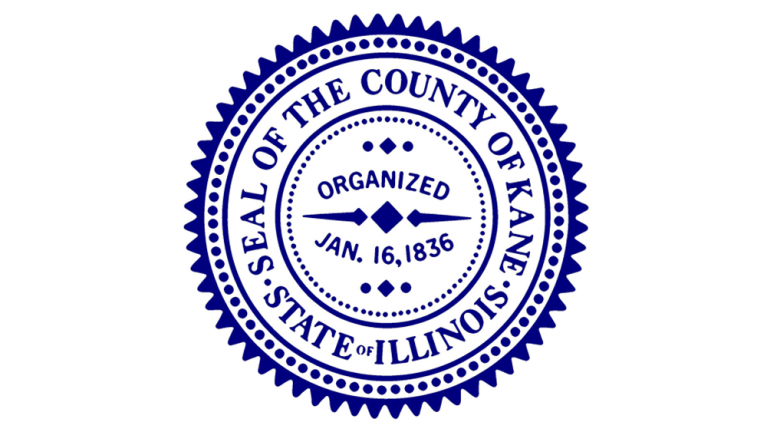 SEAL OF THE COUNTY OF KANE
STATE OF ILLINOIS
ORGANIZED
JAN. 16, 1836